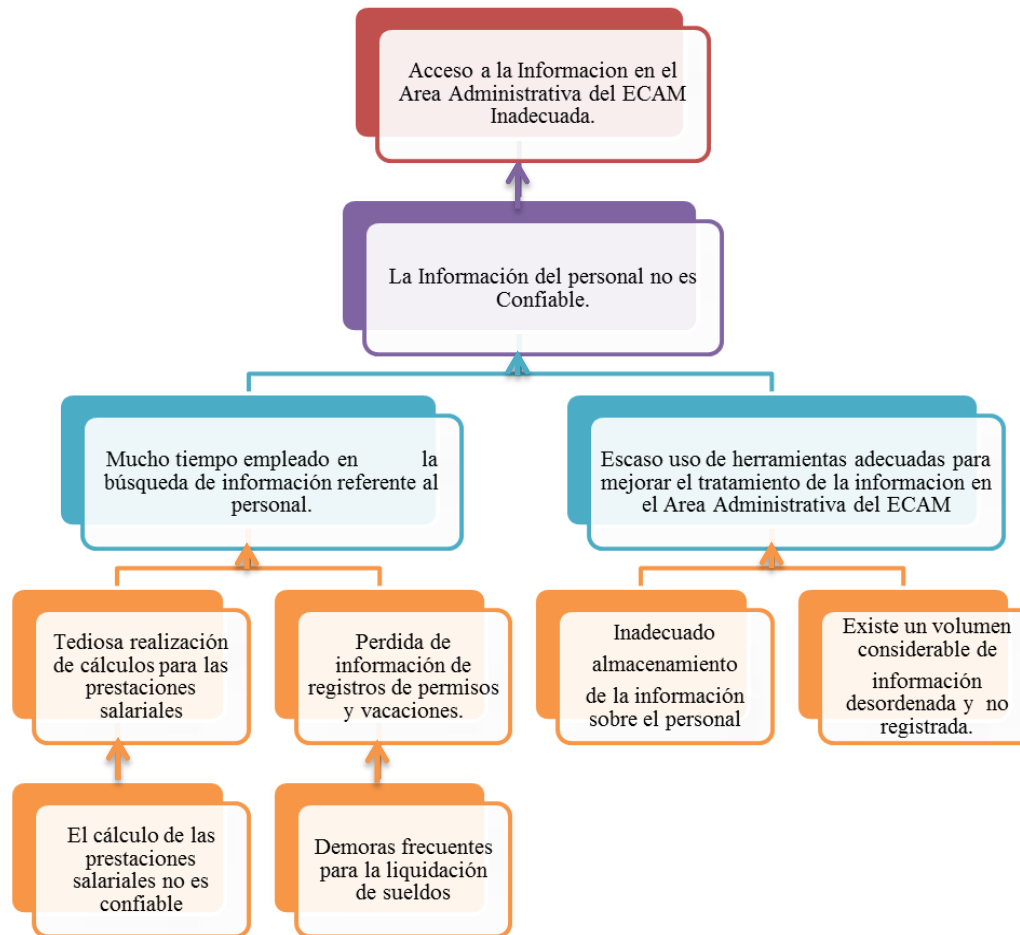 Acceso a la Informacion en el
Area Administrativa del ECAM
Inadecuada.
La Información del personal no es
Confiable.
Mucho tiempo empleado en la
búsqueda de información referente al
personal.
Escaso uso de herramientas adecuadas para
mejorar el tratamiento de la informacion en
el Area Administrativa del ECAM
Tediosa realización
de cálculos para las
prestaciones
salariales
Perdida de
información de
registros de permisos
y vacaciones.
Inadecuado
almacenamiento
de la información
sobre el personal
Existe un volumen
considerable de
información
desordenada y no
registrada.
El cálculo de las
prestaciones
salariales no es
confiable
Demoras frecuentes
para la liquidación
de sueldos